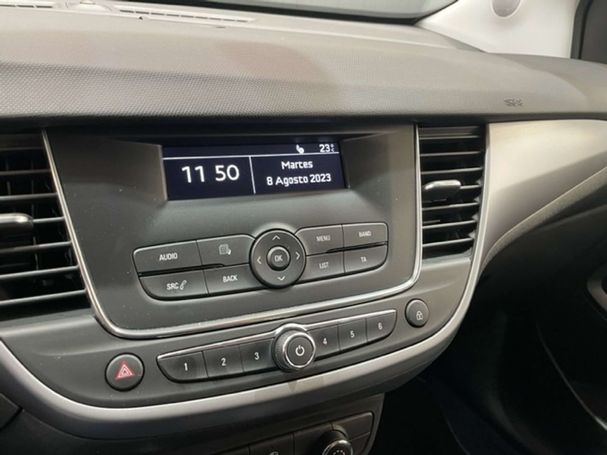 23°C
11 50
Martes
8 Agosto 2023
AUDIO
MENU
BAND
OK
SRC
BACK
LIST
TA
1
2
3
4
5
6